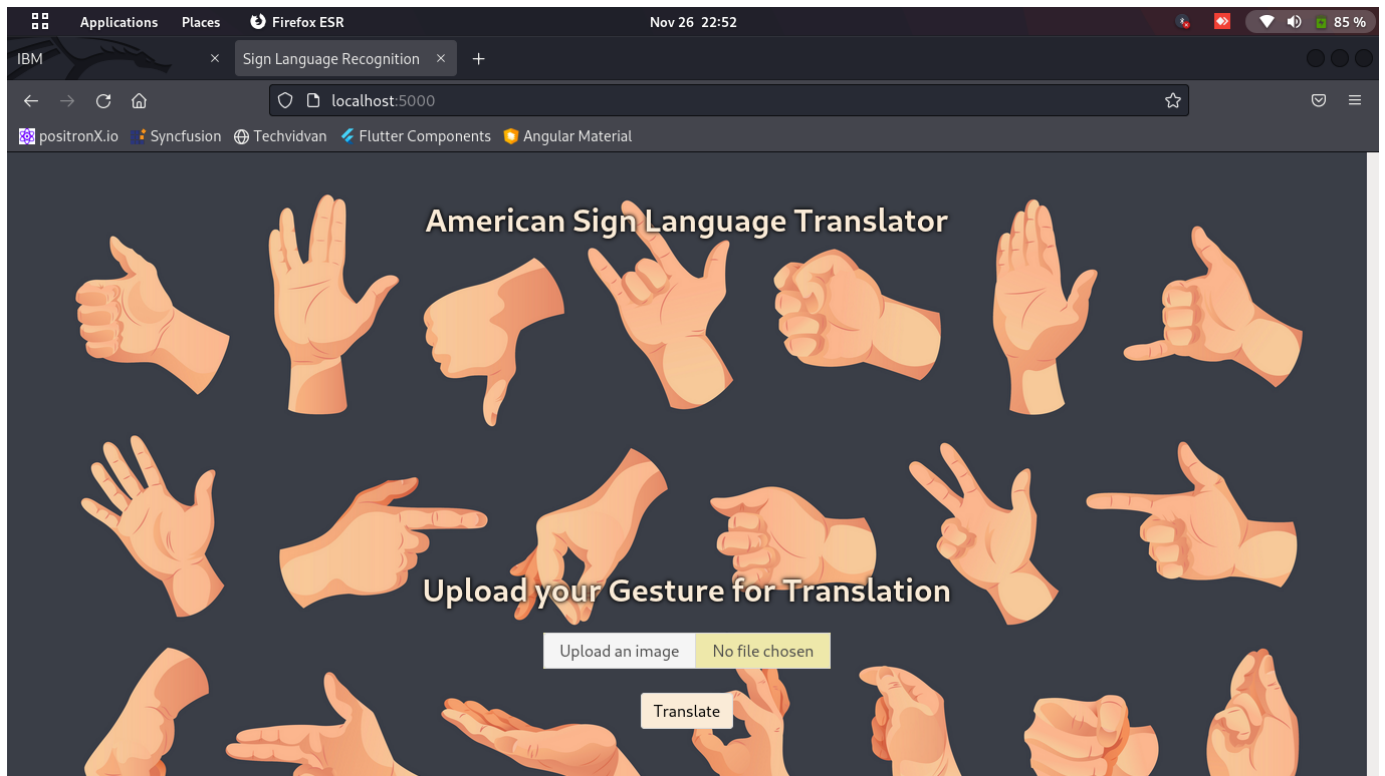 Applications Places Firefox ESR Nov 26 22:52 85 %
IBM Sign Language Recognition
localhost:5000
positronX.io Syncfusion Techvidvan Flutter Components Angular Material
American Sign Language Translator
Upload your Gesture for Translation
Upload an image No file chosen
Translate